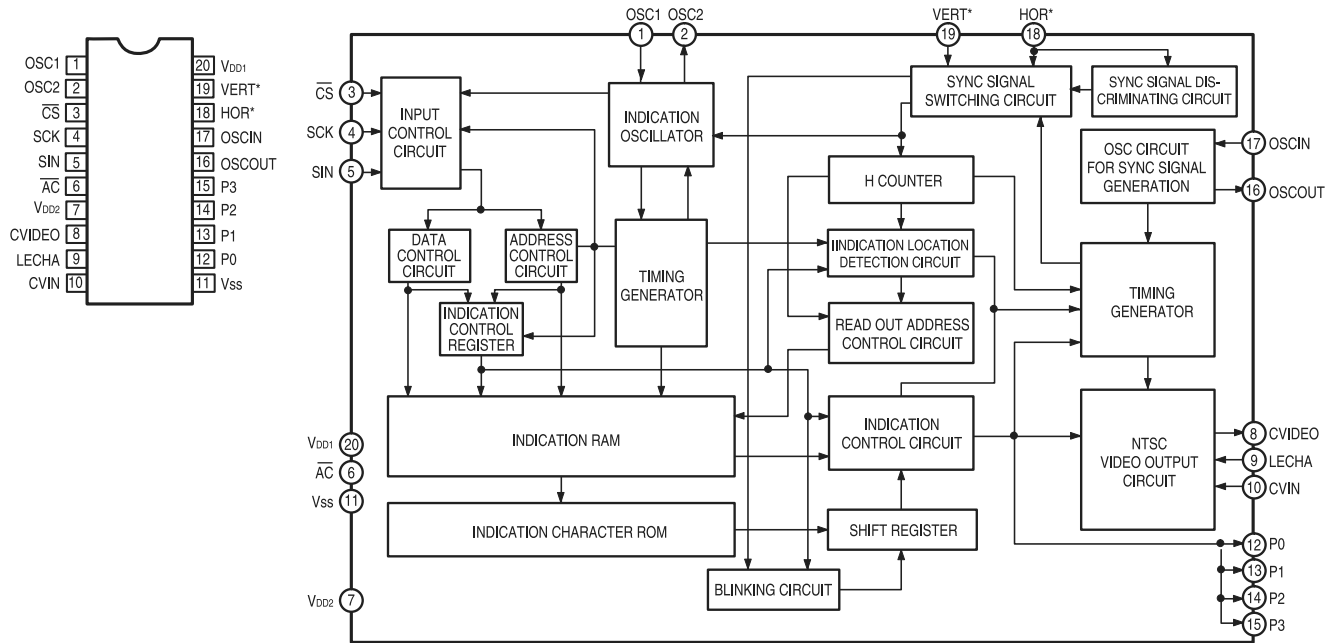 OSC1 1
OSC2 2
CS 3
SCK 4
SIN 5
AC 6
VDD2 7
CVIDEO 8
LECHA 9
CVIN 10
20 VDD1
19 VERT*
18 HOR*
17 OSCIN
16 OSCOUT
15 P3
14 P2
13 P1
12 P0
11 Vss
OSC1 OSC2
1 2
VERT* HOR*
19 18
CS 3
SCK 4
SIN 5
INPUT
CONTROL
CIRCUIT
INDICATION
OSCILLATOR
SYNC SIGNAL
SWITCHING CIRCUIT
SYNC SIGNAL DIS-
CRIMINATING CIRCUIT
OSC CIRCUIT
FOR SYNC SIGNAL
GENERATION
17 OSCIN
16 OSCOUT
H COUNTER
DATA
CONTROL
CIRCUIT
ADDRESS
CONTROL
CIRCUIT
TIMING
GENERATOR
IINDICATION LOCATION
DETECTION CIRCUIT
TIMING
GENERATOR
INDICATION
CONTROL
REGISTER
READ OUT ADDRESS
CONTROL CIRCUIT
INDICATION RAM
INDICATION
CONTROL CIRCUIT
NTSC
VIDEO OUTPUT
CIRCUIT
8 CVIDEO
9 LECHA
10 CVIN
VDD1 20
AC 6
Vss 11
INDICATION CHARACTER ROM
SHIFT REGISTER
BLINKING CIRCUIT
VDD2 7
12 P0
13 P1
14 P2
15 P3